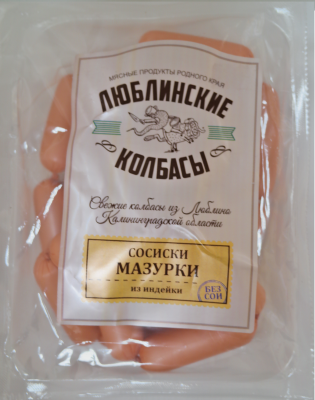 МЯСНЫЕ ПРОДУКТЫ РОДНОГО КРАЯ
ЛЮБЛИНСКИЕ
КОЛБАСЫ
Свежие колбасы из Люблино
Калининградской области
СОСИСКИ
МАЗУРКИ
из индейки
БЕЗ
СОИ